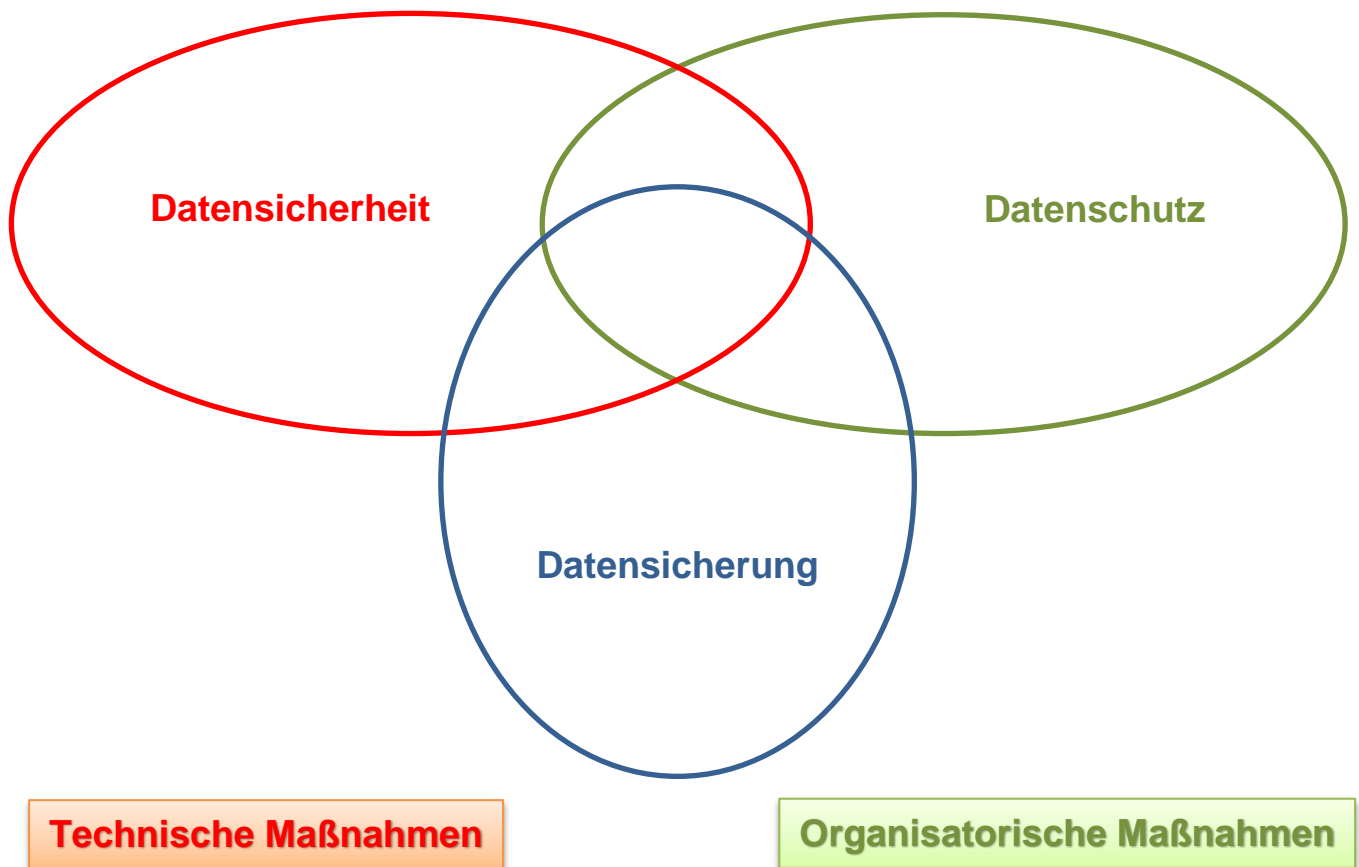 Datensicherheit
Datenschutz
Datensicherung
Technische Maßnahmen
Organisatorische Maßnahmen